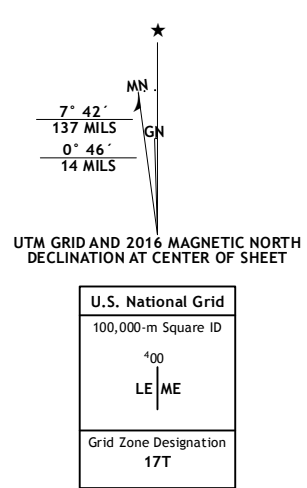 ★
MN
7° 42´
137 MILS
GN
0° 46´
14 MILS
UTM GRID AND 2016 MAGNETIC NORTH
DECLINATION AT CENTER OF SHEET
U.S. National Grid
100,000-m Square ID
⁴00
LE ME
Grid Zone Designation
17T